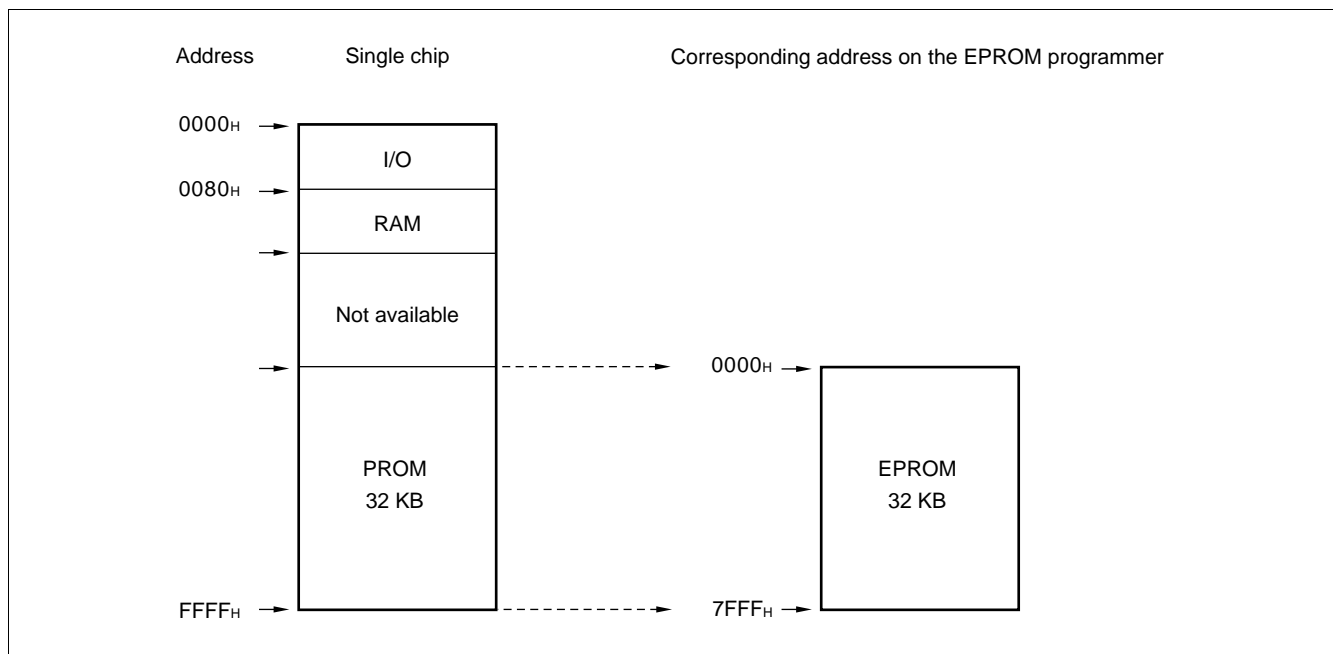 Address Single chip Corresponding address on the EPROM programmer
0000H
I/O
0080H
RAM
Not available
0000H
PROM
32 KB
EPROM
32 KB
FFFFH
7FFFH